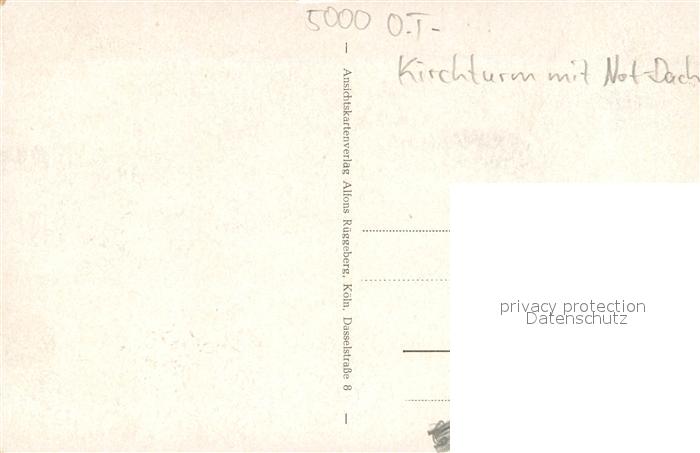 5000 O.T-
Kirchturm mit Not-Dach
— Ansichtskartenverlag Alfons Rüggeberg, Köln, Dasselstraße 8 —
privacy protection
Datenschutz